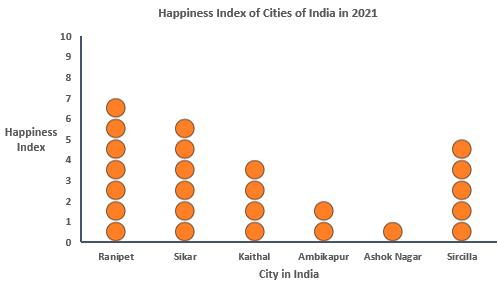 Happiness Index of Cities of India in 2021
10
9
8
7
6
5
4
3
2
1
0
Happiness
Index
Ranipet Sikar Kaithal Ambikapur Ashok Nagar Sircilla
City in India